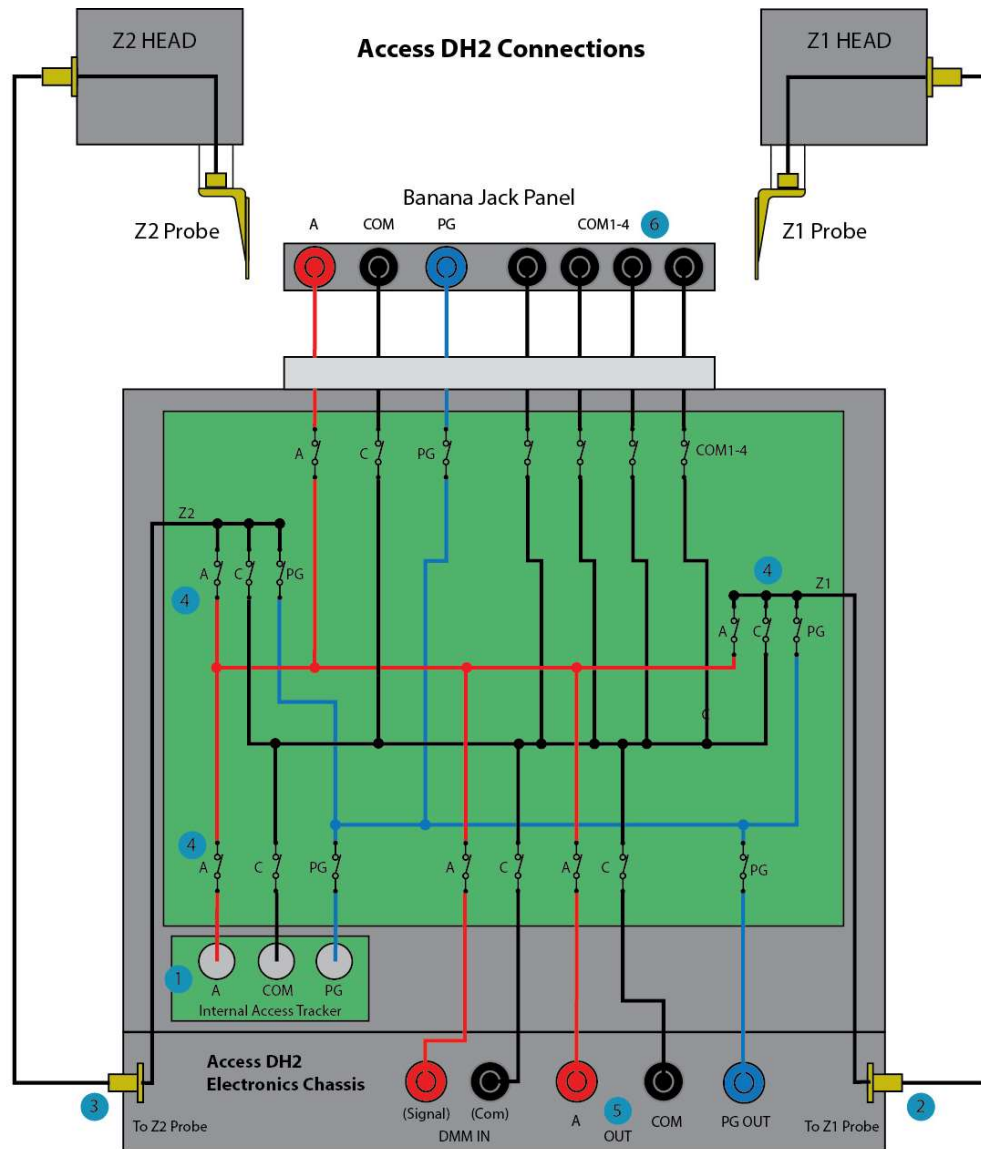 Z2 HEAD
Access DH2 Connections
Z1 HEAD
Banana Jack Panel
Z2 Probe
A COM PG COM1-4 6
Z1 Probe
A C PG COM1-4
Z2
A C PG
4
4
Z1
A C PG
C
4
A C PG A C A C PG
1
A COM PG
Internal Access Tracker
Access DH2
Electronics Chassis
3
2
(Signal) (Com) A 5 COM PG OUT
To Z2 Probe DMM IN OUT To Z1 Probe